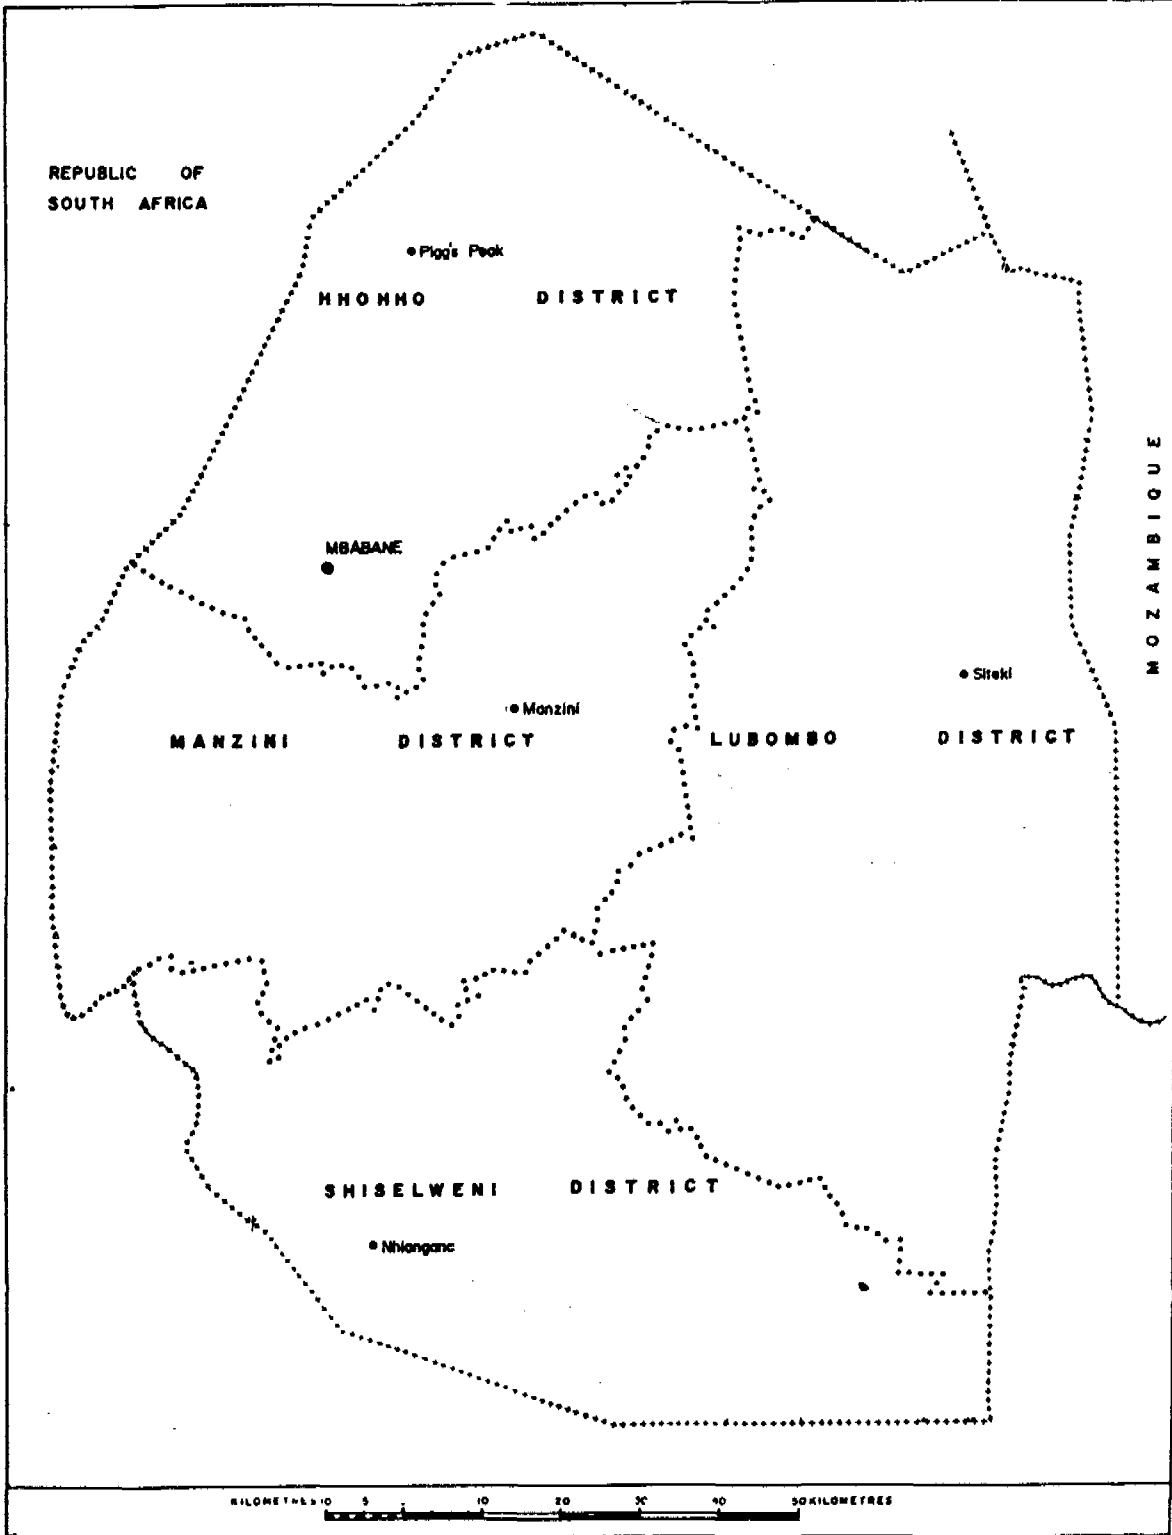 REPUBLIC OF
SOUTH AFRICA
Pigg's Peak
HHOHHO DISTRICT
MOZAMBIQUE
MBABANE
Siteki
Manzini
MANZINI DISTRICT
LUBOMBO DISTRICT
SHISELWENI DISTRICT
Nhlangano
KILOMETRES 10 5 10 20 30 40 50 KILOMETRES